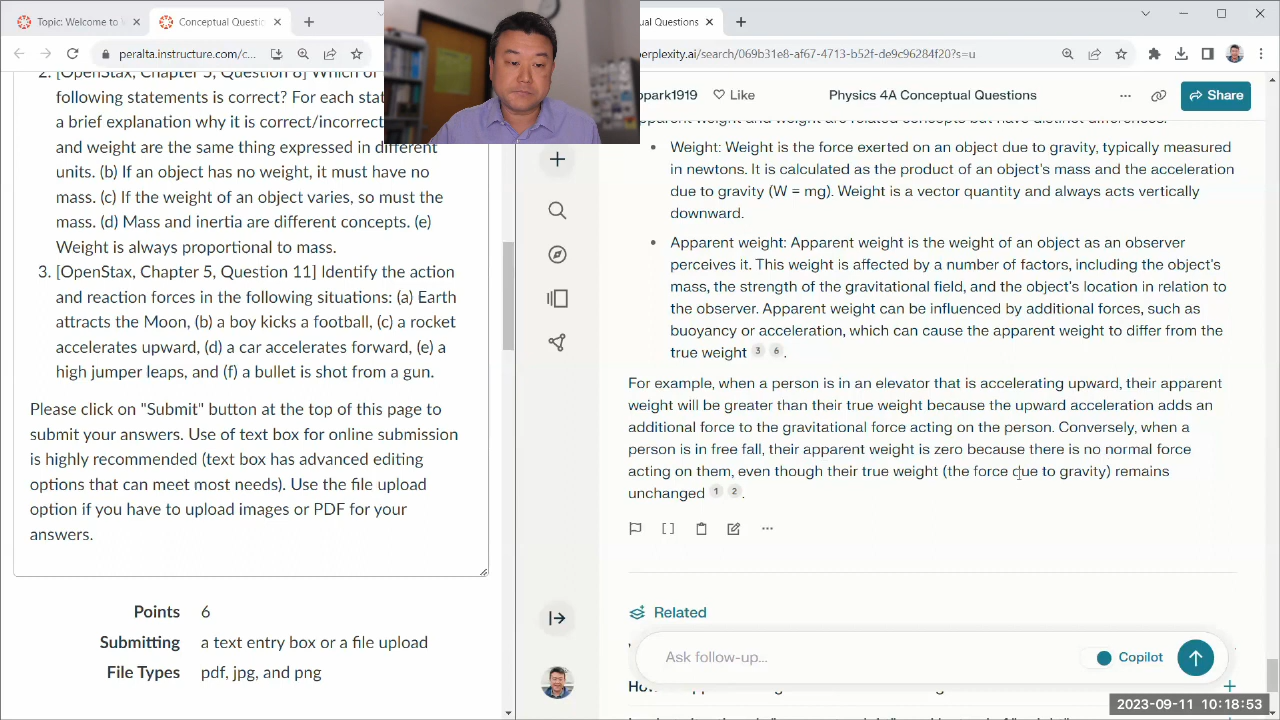 Topic: Welcome to
Conceptual Questi
ual Questions
peralta.instructure.com/c...
erplexity.ai/search/069b31e8-af67-4713-b52f-de9c96284f20?s=u
2. [OpenStax, Chapter 5, Question 8] Which of
following statements is correct? For each stat
a brief explanation why it is correct/incorrect
and weight are the same thing expressed in different
units. (b) If an object has no weight, it must have no
mass. (c) If the weight of an object varies, so must the
mass. (d) Mass and inertia are different concepts. (e)
Weight is always proportional to mass.
3. [OpenStax, Chapter 5, Question 11] Identify the action
and reaction forces in the following situations: (a) Earth
attracts the Moon, (b) a boy kicks a football, (c) a rocket
accelerates upward, (d) a car accelerates forward, (e) a
high jumper leaps, and (f) a bullet is shot from a gun.
Please click on "Submit" button at the top of this page to
submit your answers. Use of text box for online submission
is highly recommended (text box has advanced editing
options that can meet most needs). Use the file upload
option if you have to upload images or PDF for your
answers.
Points 6
Submitting a text entry box or a file upload
File Types pdf, jpg, and png
opark1919 Like Physics 4A Conceptual Questions Share
parent weight and weight are related concepts but have distinct differences:
• Weight: Weight is the force exerted on an object due to gravity, typically measured
in newtons. It is calculated as the product of an object's mass and the acceleration
due to gravity (W = mg). Weight is a vector quantity and always acts vertically
downward.
• Apparent weight: Apparent weight is the weight of an object as an observer
perceives it. This weight is affected by a number of factors, including the object's
mass, the strength of the gravitational field, and the object's location in relation to
the observer. Apparent weight can be influenced by additional forces, such as
buoyancy or acceleration, which can cause the apparent weight to differ from the
true weight 3 6 .
For example, when a person is in an elevator that is accelerating upward, their apparent
weight will be greater than their true weight because the upward acceleration adds an
additional force to the gravitational force acting on the person. Conversely, when a
person is in free fall, their apparent weight is zero because there is no normal force
acting on them, even though their true weight (the force due to gravity) remains
unchanged 1 2 .
Related
Ask follow-up... Copilot
2023-09-11 10:18:53